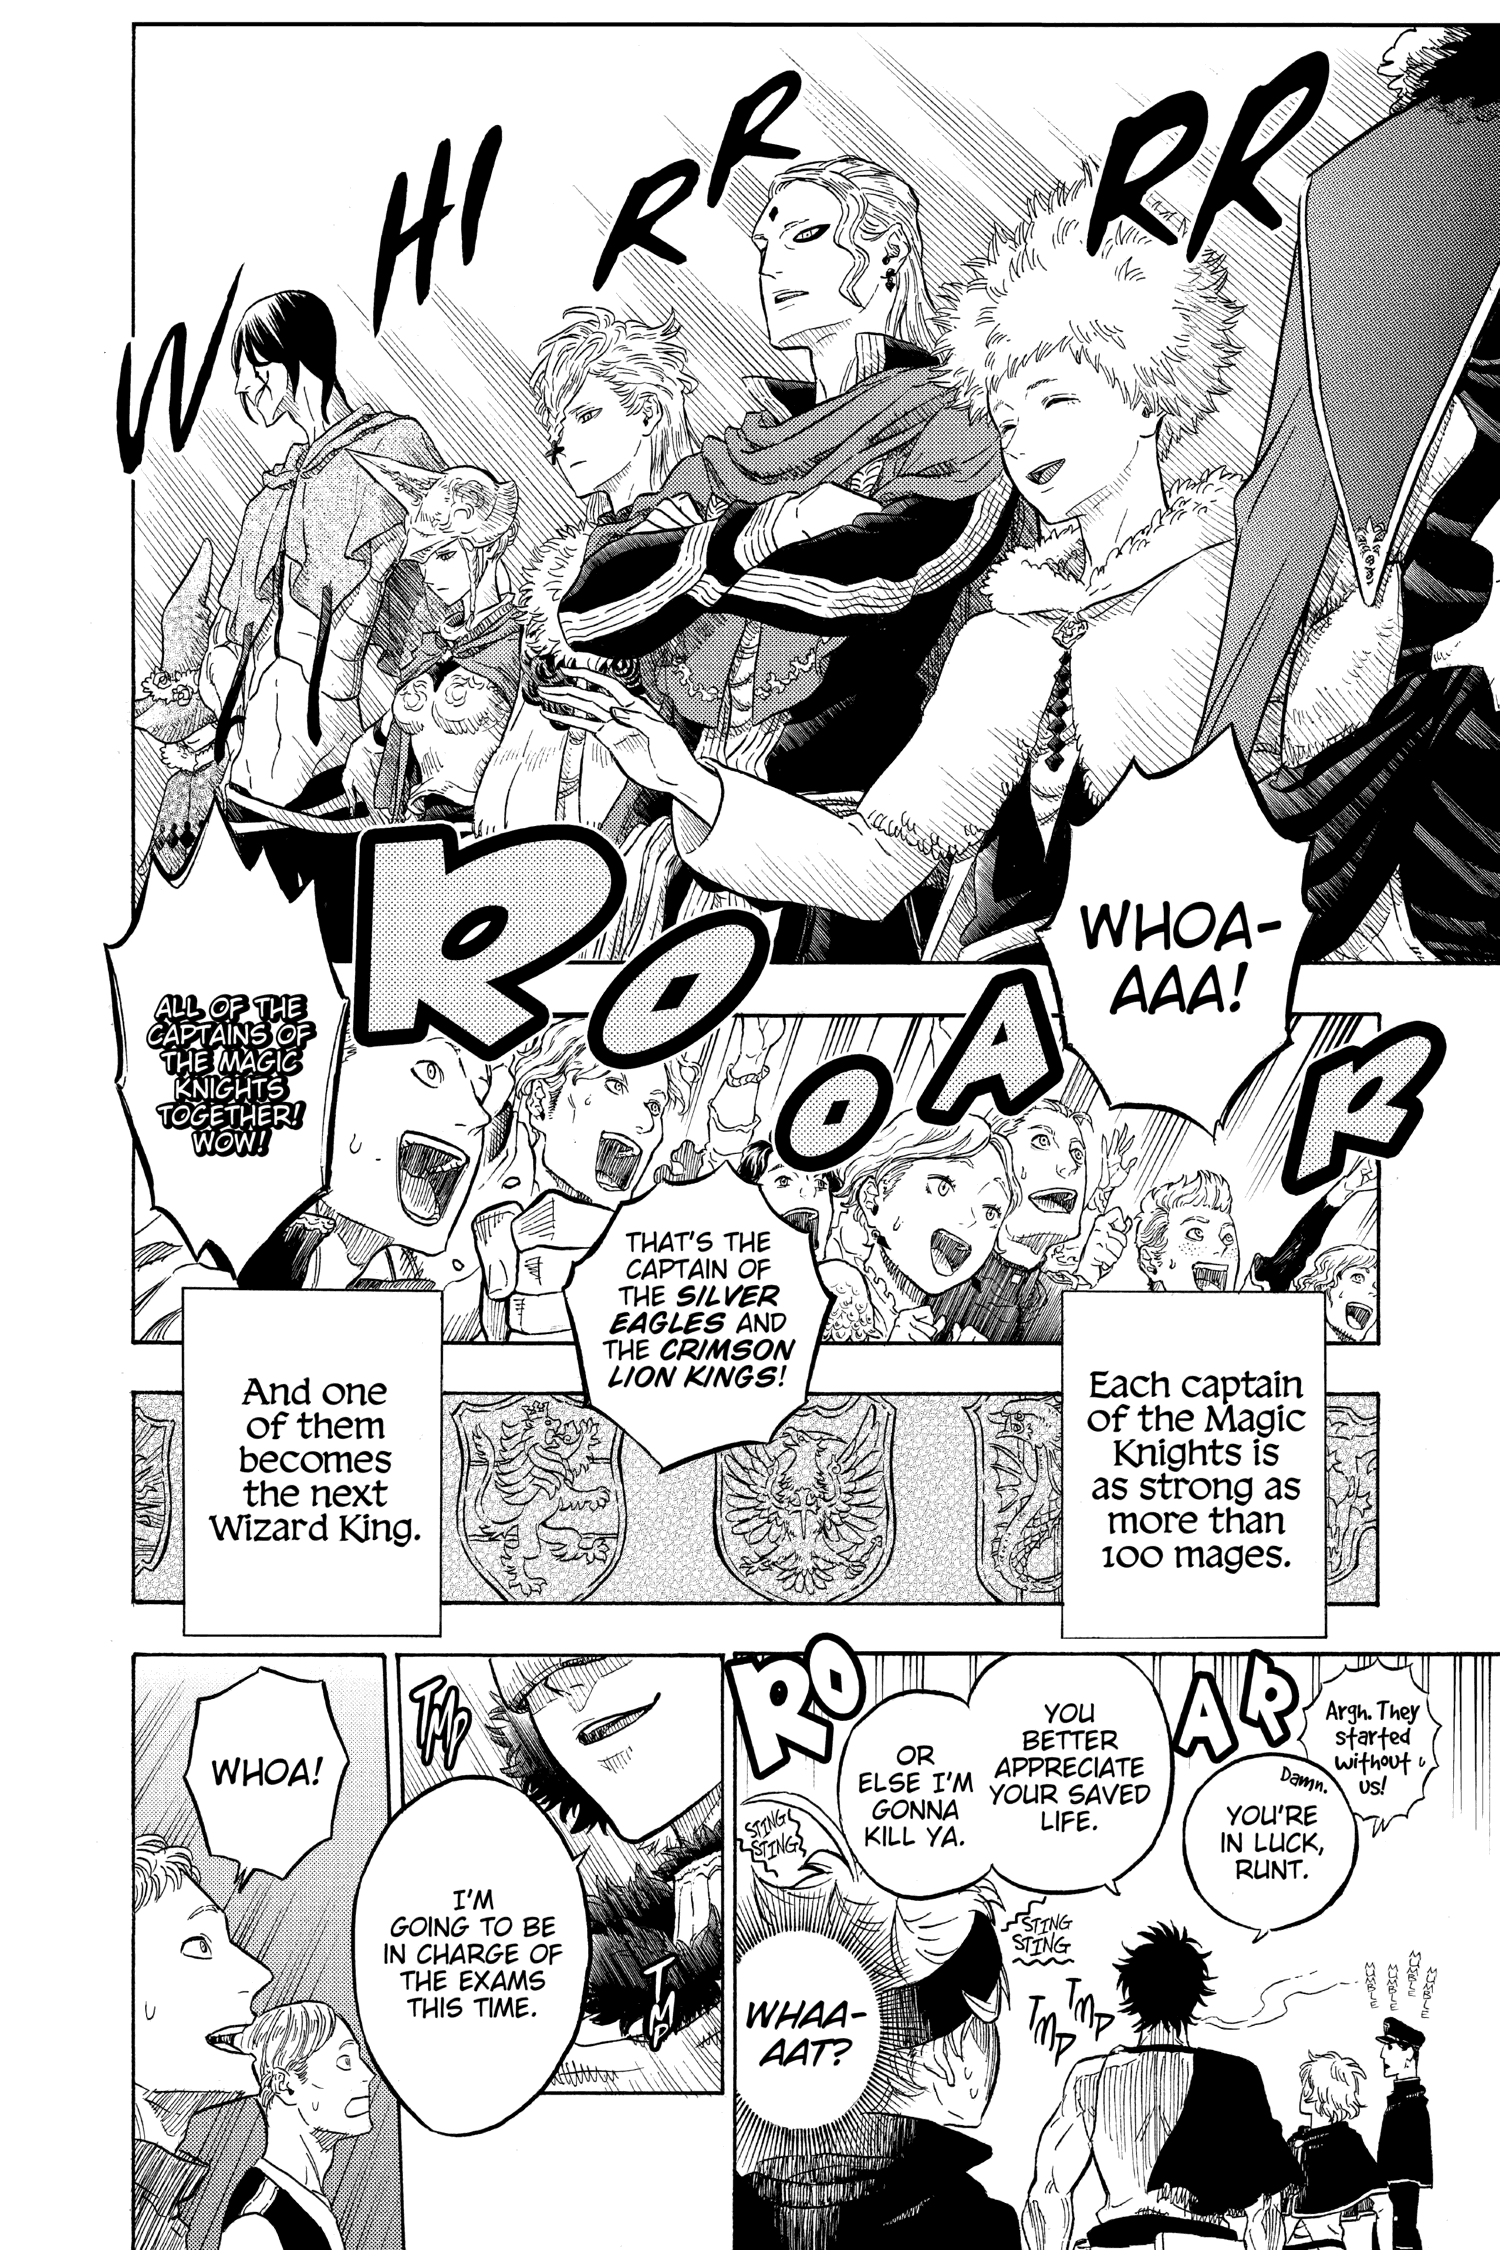 WHIRRRRR
WHOA-
AAA!
ROOOAR
ALL OF THE
CAPTAINS OF
THE MAGIC
KNIGHTS
TOGETHER!
WOW!
THAT'S THE
CAPTAIN OF
THE SILVER
EAGLES AND
THE CRIMSON
LION KINGS!
Each captain
of the Magic
Knights is
as strong as
more than
100 mages.
And one
of them
becomes
the next
Wizard King.
Argh. They
started
without
us!
Damn.
YOU'RE
IN LUCK,
RUNT.
ROAR
YOU
BETTER
APPRECIATE
YOUR SAVED
LIFE.
OR
ELSE I'M
GONNA
KILL YA.
STING
STING
STING
STING
MUMBLE
MUMBLE
MUMBLE
MUMBLE
TMP
TMP
WHAA-
AAT?
TMP
TMP
I'M
GOING TO BE
IN CHARGE OF
THE EXAMS
THIS TIME.
WHOA!